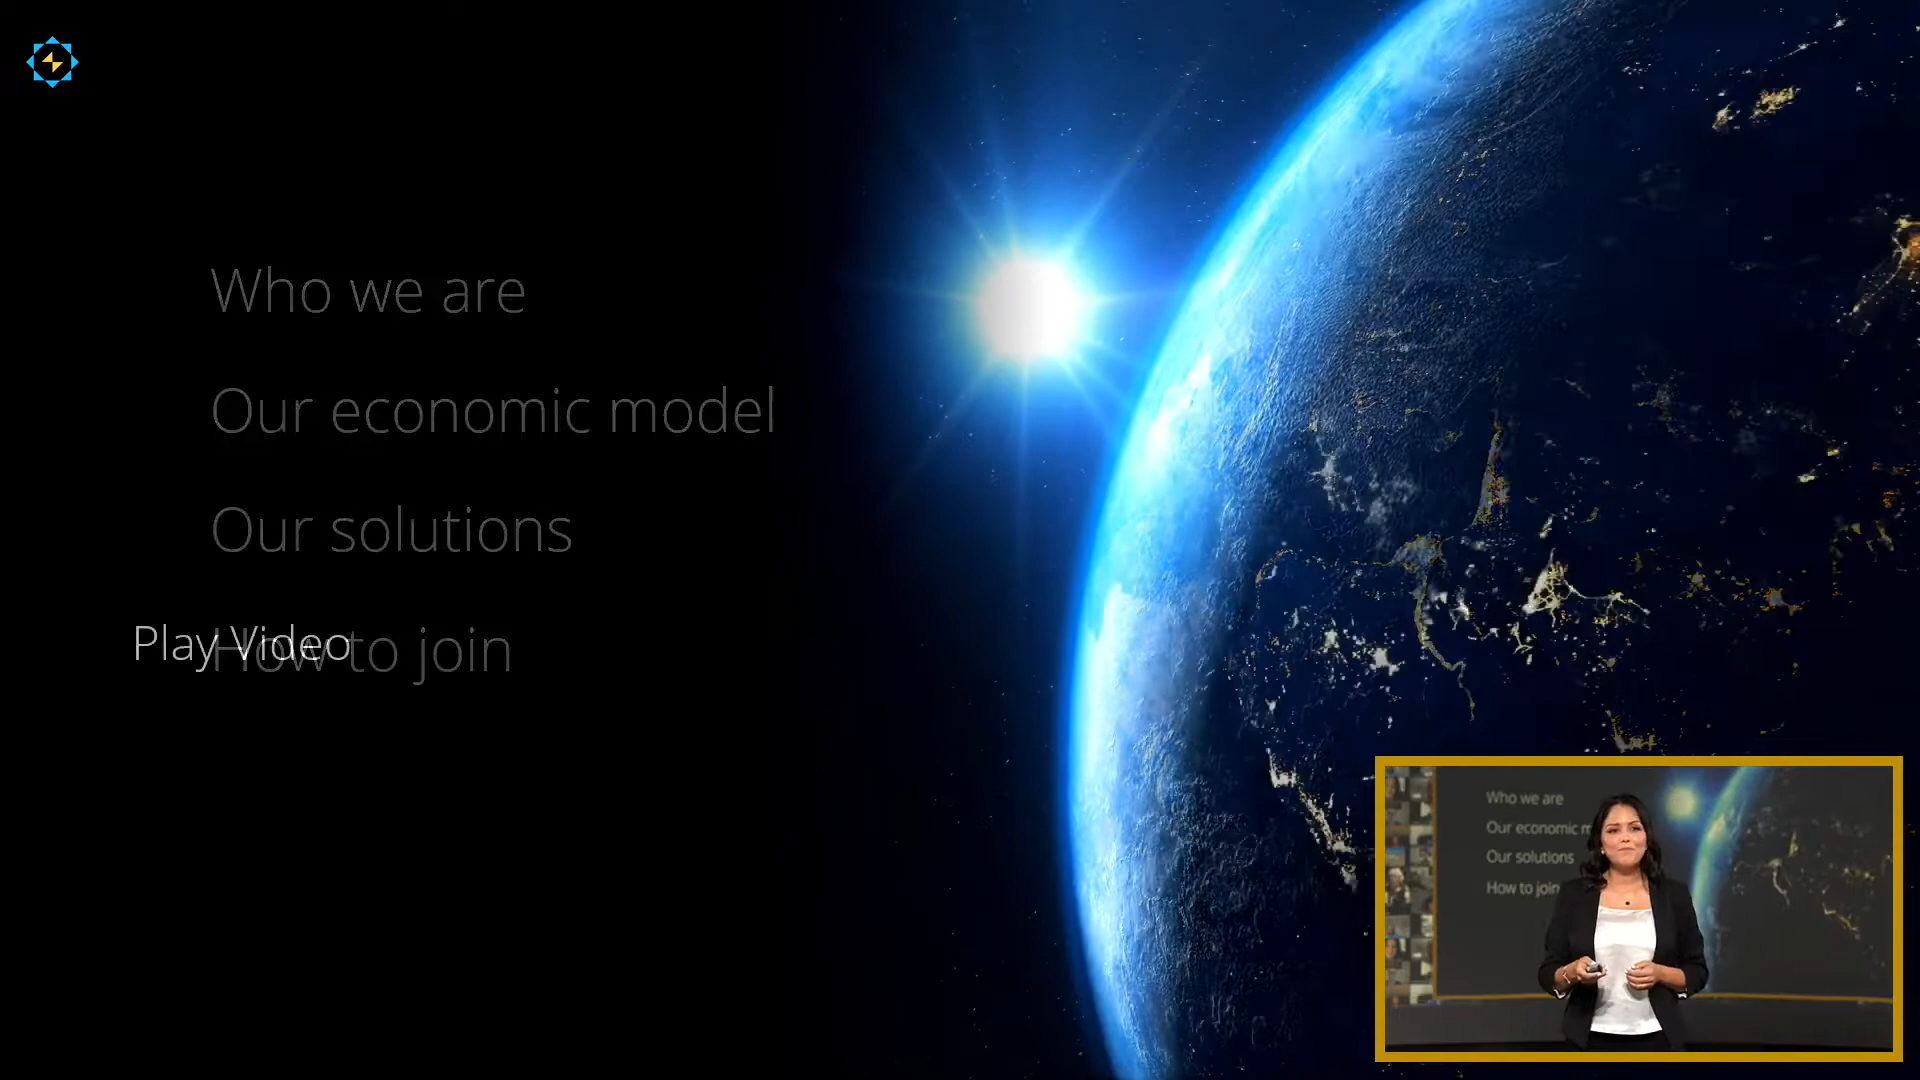 Who we are
Our economic model
Our solutions
How to join
Play Video
Who we are
Our economic m
Our solutions
How to join